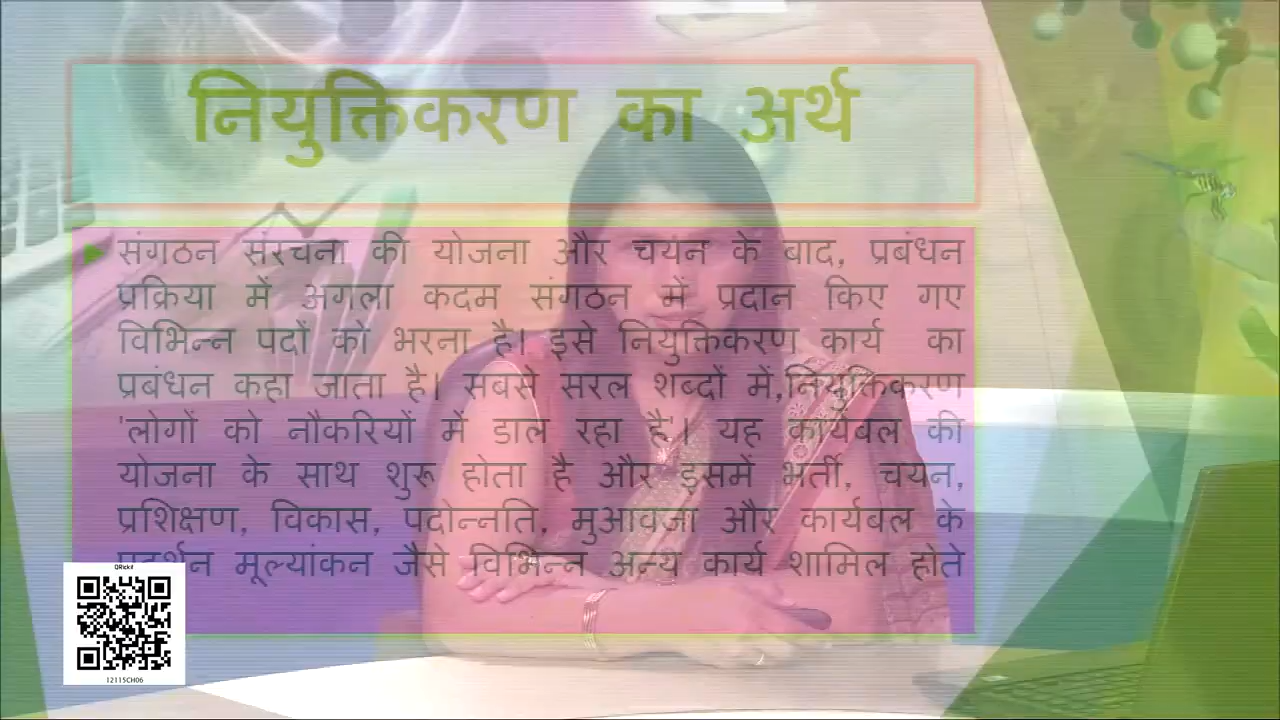 नियुक्तिकरण का अर्थ
संगठन संरचना की योजना और चयन के बाद, प्रबंधन
प्रक्रिया में अगला कदम संगठन में प्रदान किए गए
विभिन्न पदों को भरना है। इसे नियुक्तिकरण कार्य का
प्रबंधन कहा जाता है। सबसे सरल शब्दों में,नियुक्तिकरण
'लोगों को नौकरियों में डाल रहा है'। यह कार्यबल की
योजना के साथ शुरू होता है और इसमें भर्ती, चयन,
प्रशिक्षण, विकास, पदोन्नति, मुआवजा और कार्यबल के
मूल्यांकन जैसे विभिन्न अन्य कार्य शामिल होते
QRickit
12115CH06